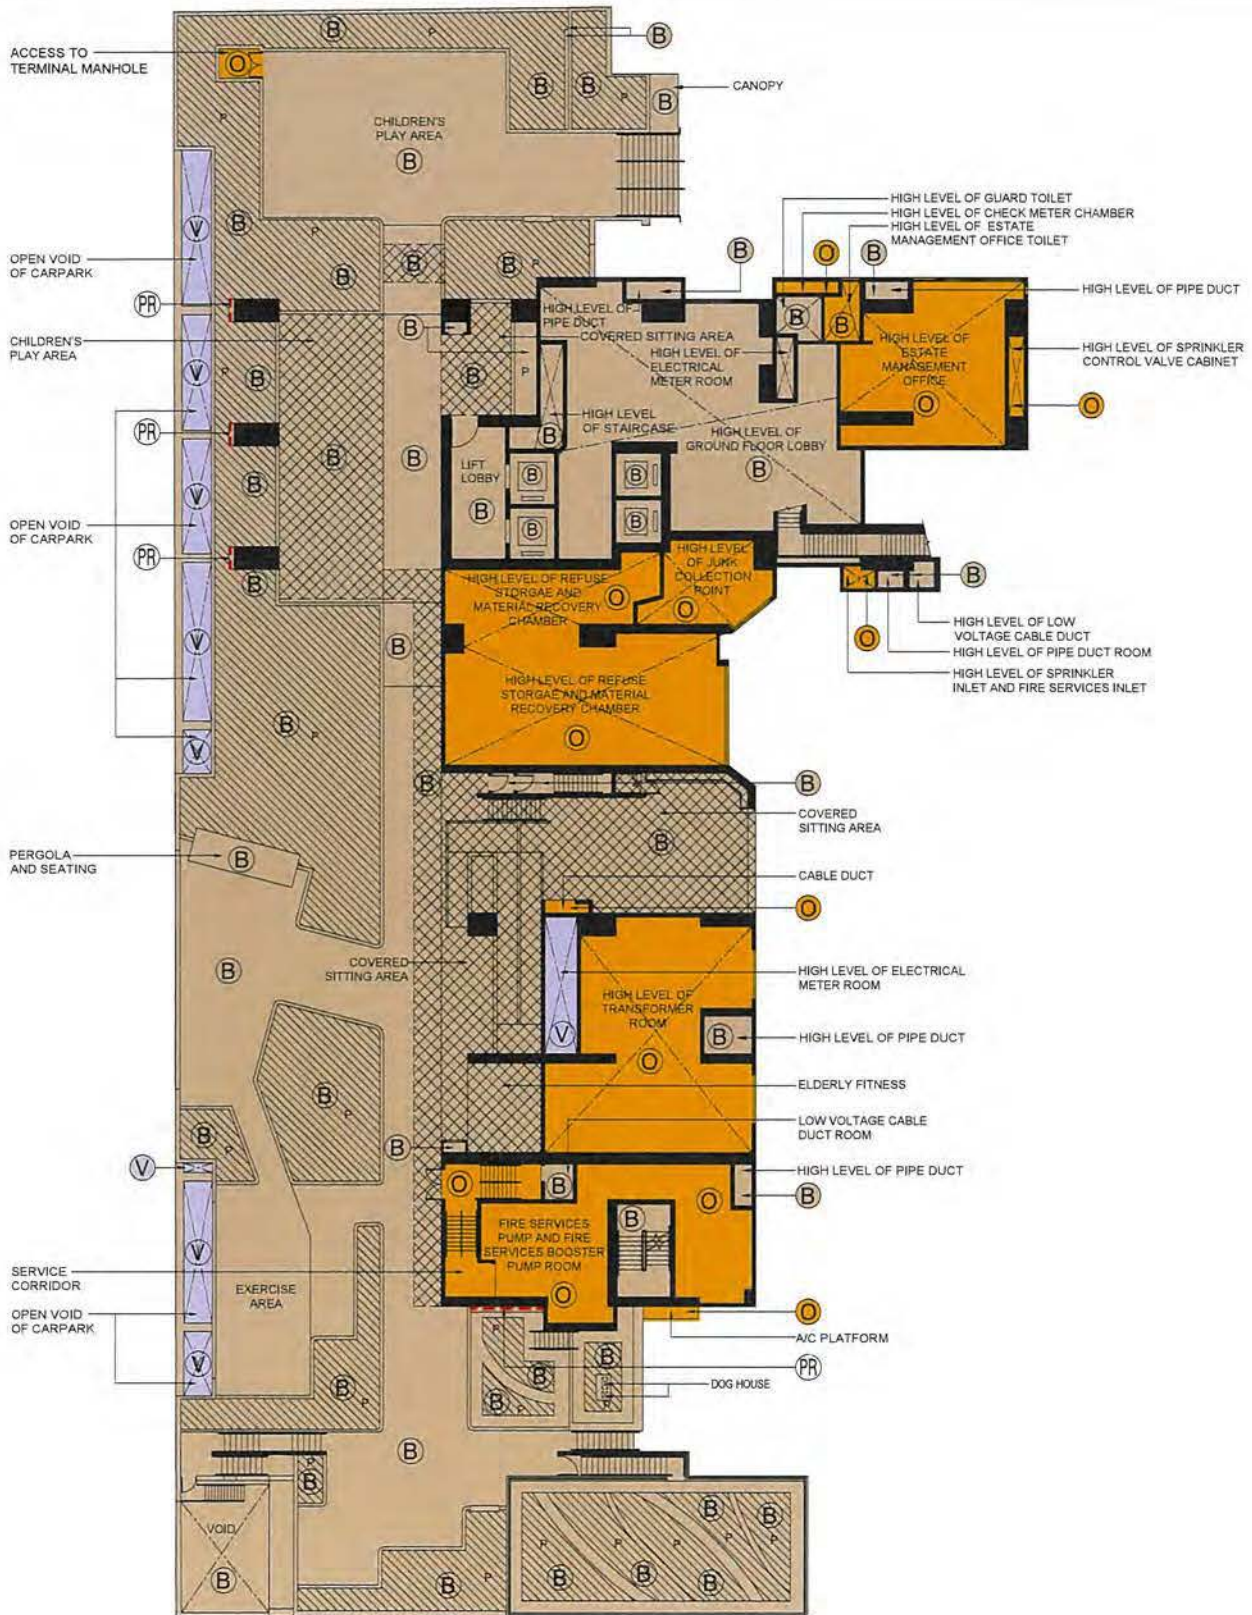 B
P
B
ACCESS TO
TERMINAL MANHOLE
O
B
B
P
B
CANOPY
P
CHILDREN'S
PLAY AREA
B
HIGH LEVEL OF GUARD TOILET
HIGH LEVEL OF CHECK METER CHAMBER
HIGH LEVEL OF ESTATE
MANAGEMENT OFFICE TOILET
V
B
P
OPEN VOID
OF CARPARK
B
B
B
P
B
O
B
HIGH LEVEL OF PIPE DUCT
PR
HIGH LEVEL OF
PIPE DUCT
B
B
B
CHILDREN'S
PLAY AREA
COVERED SITTING AREA
HIGH LEVEL OF
ELECTRICAL
METER ROOM
HIGH LEVEL OF
ESTATE
MANAGEMENT
OFFICE
HIGH LEVEL OF SPRINKLER
CONTROL VALVE CABINET
V
P
B
B
P
O
O
PR
HIGH LEVEL
OF STAIRCASE
B
HIGH LEVEL OF
GROUND FLOOR LOBBY
B
B
B
LIFT
LOBBY
B
B
B
B
V
B
OPEN VOID
OF CARPARK
B
B
PR
B
HIGH LEVEL OF REFUSE
STORGAE AND
MATERIAL RECOVERY
CHAMBER
O
HIGH LEVEL
OF JUNK
COLLECTION
POINT
O
B
O
HIGH LEVEL OF LOW
VOLTAGE CABLE DUCT
HIGH LEVEL OF PIPE DUCT ROOM
HIGH LEVEL OF SPRINKLER
INLET AND FIRE SERVICES INLET
V
B
HIGH LEVEL OF REFUSE
STORGAE AND MATERIAL
RECOVERY CHAMBER
O
B
P
V
B
B
COVERED
SITTING AREA
B
PERGOLA
AND SEATING
B
CABLE DUCT
O
B
COVERED
SITTING AREA
HIGH LEVEL OF ELECTRICAL
METER ROOM
HIGH LEVEL OF
TRANSFORMER
ROOM
V
B
HIGH LEVEL OF PIPE DUCT
O
ELDERLY FITNESS
B
P
LOW VOLTAGE CABLE
DUCT ROOM
B
P
B
V
HIGH LEVEL OF PIPE DUCT
O
B
O
B
FIRE SERVICES
PUMP AND FIRE
SERVICES BOOSTER
PUMP ROOM
B
V
SERVICE
CORRIDOR
EXERCISE
AREA
O
OPEN VOID
OF CARPARK
O
A/C PLATFORM
P
V
B
PR
DOG HOUSE
B
B
B
P
P
B
P
B
P
B
VOID
B
B
P
B
B
P
P
P
P
B
B
B